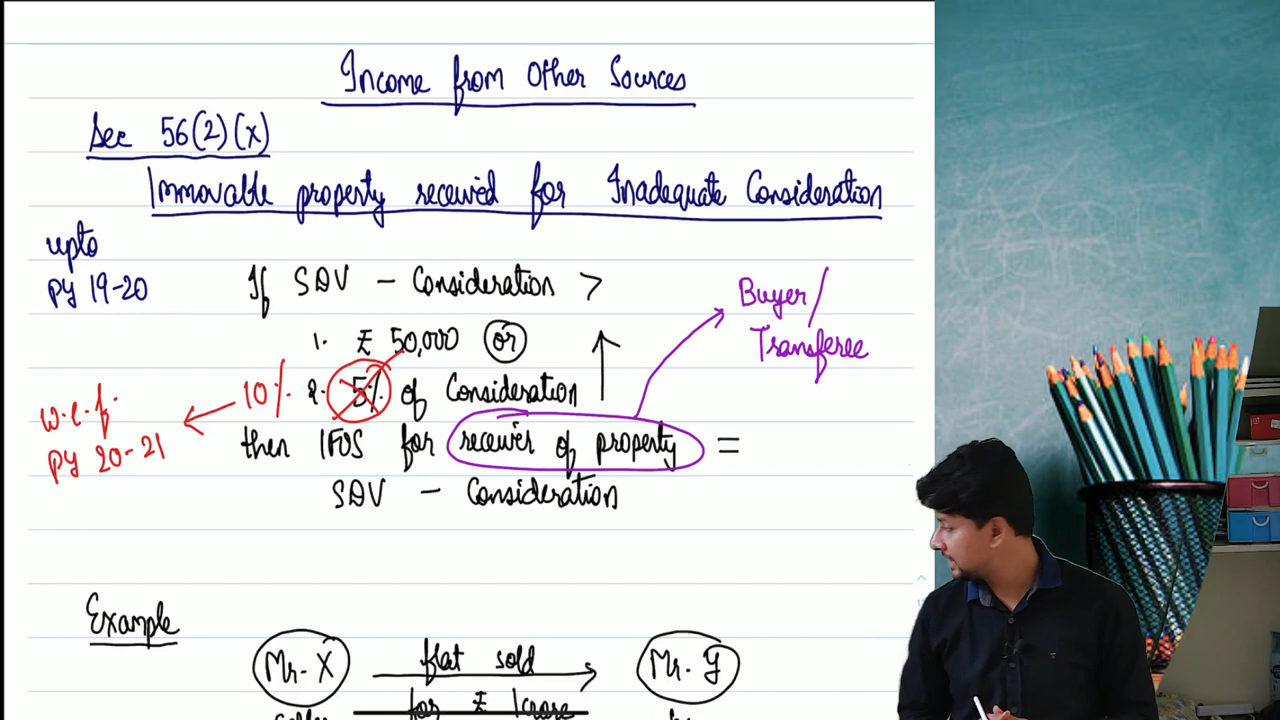 Income from Other Sources
Sec 56(2)(x)
Immovable property received for Inadequate Consideration
upto
PY 19-20
If SDV - Consideration >
1. ₹ 50,000 or
10%. 2. 5%. of Consideration
w.e.f.
PY 20-21
then IFOS for receiver of property =
SDV - Consideration
Buyer/
Transferee
Example
Mr. X flat sold Mr. Y
for ₹ 1crore